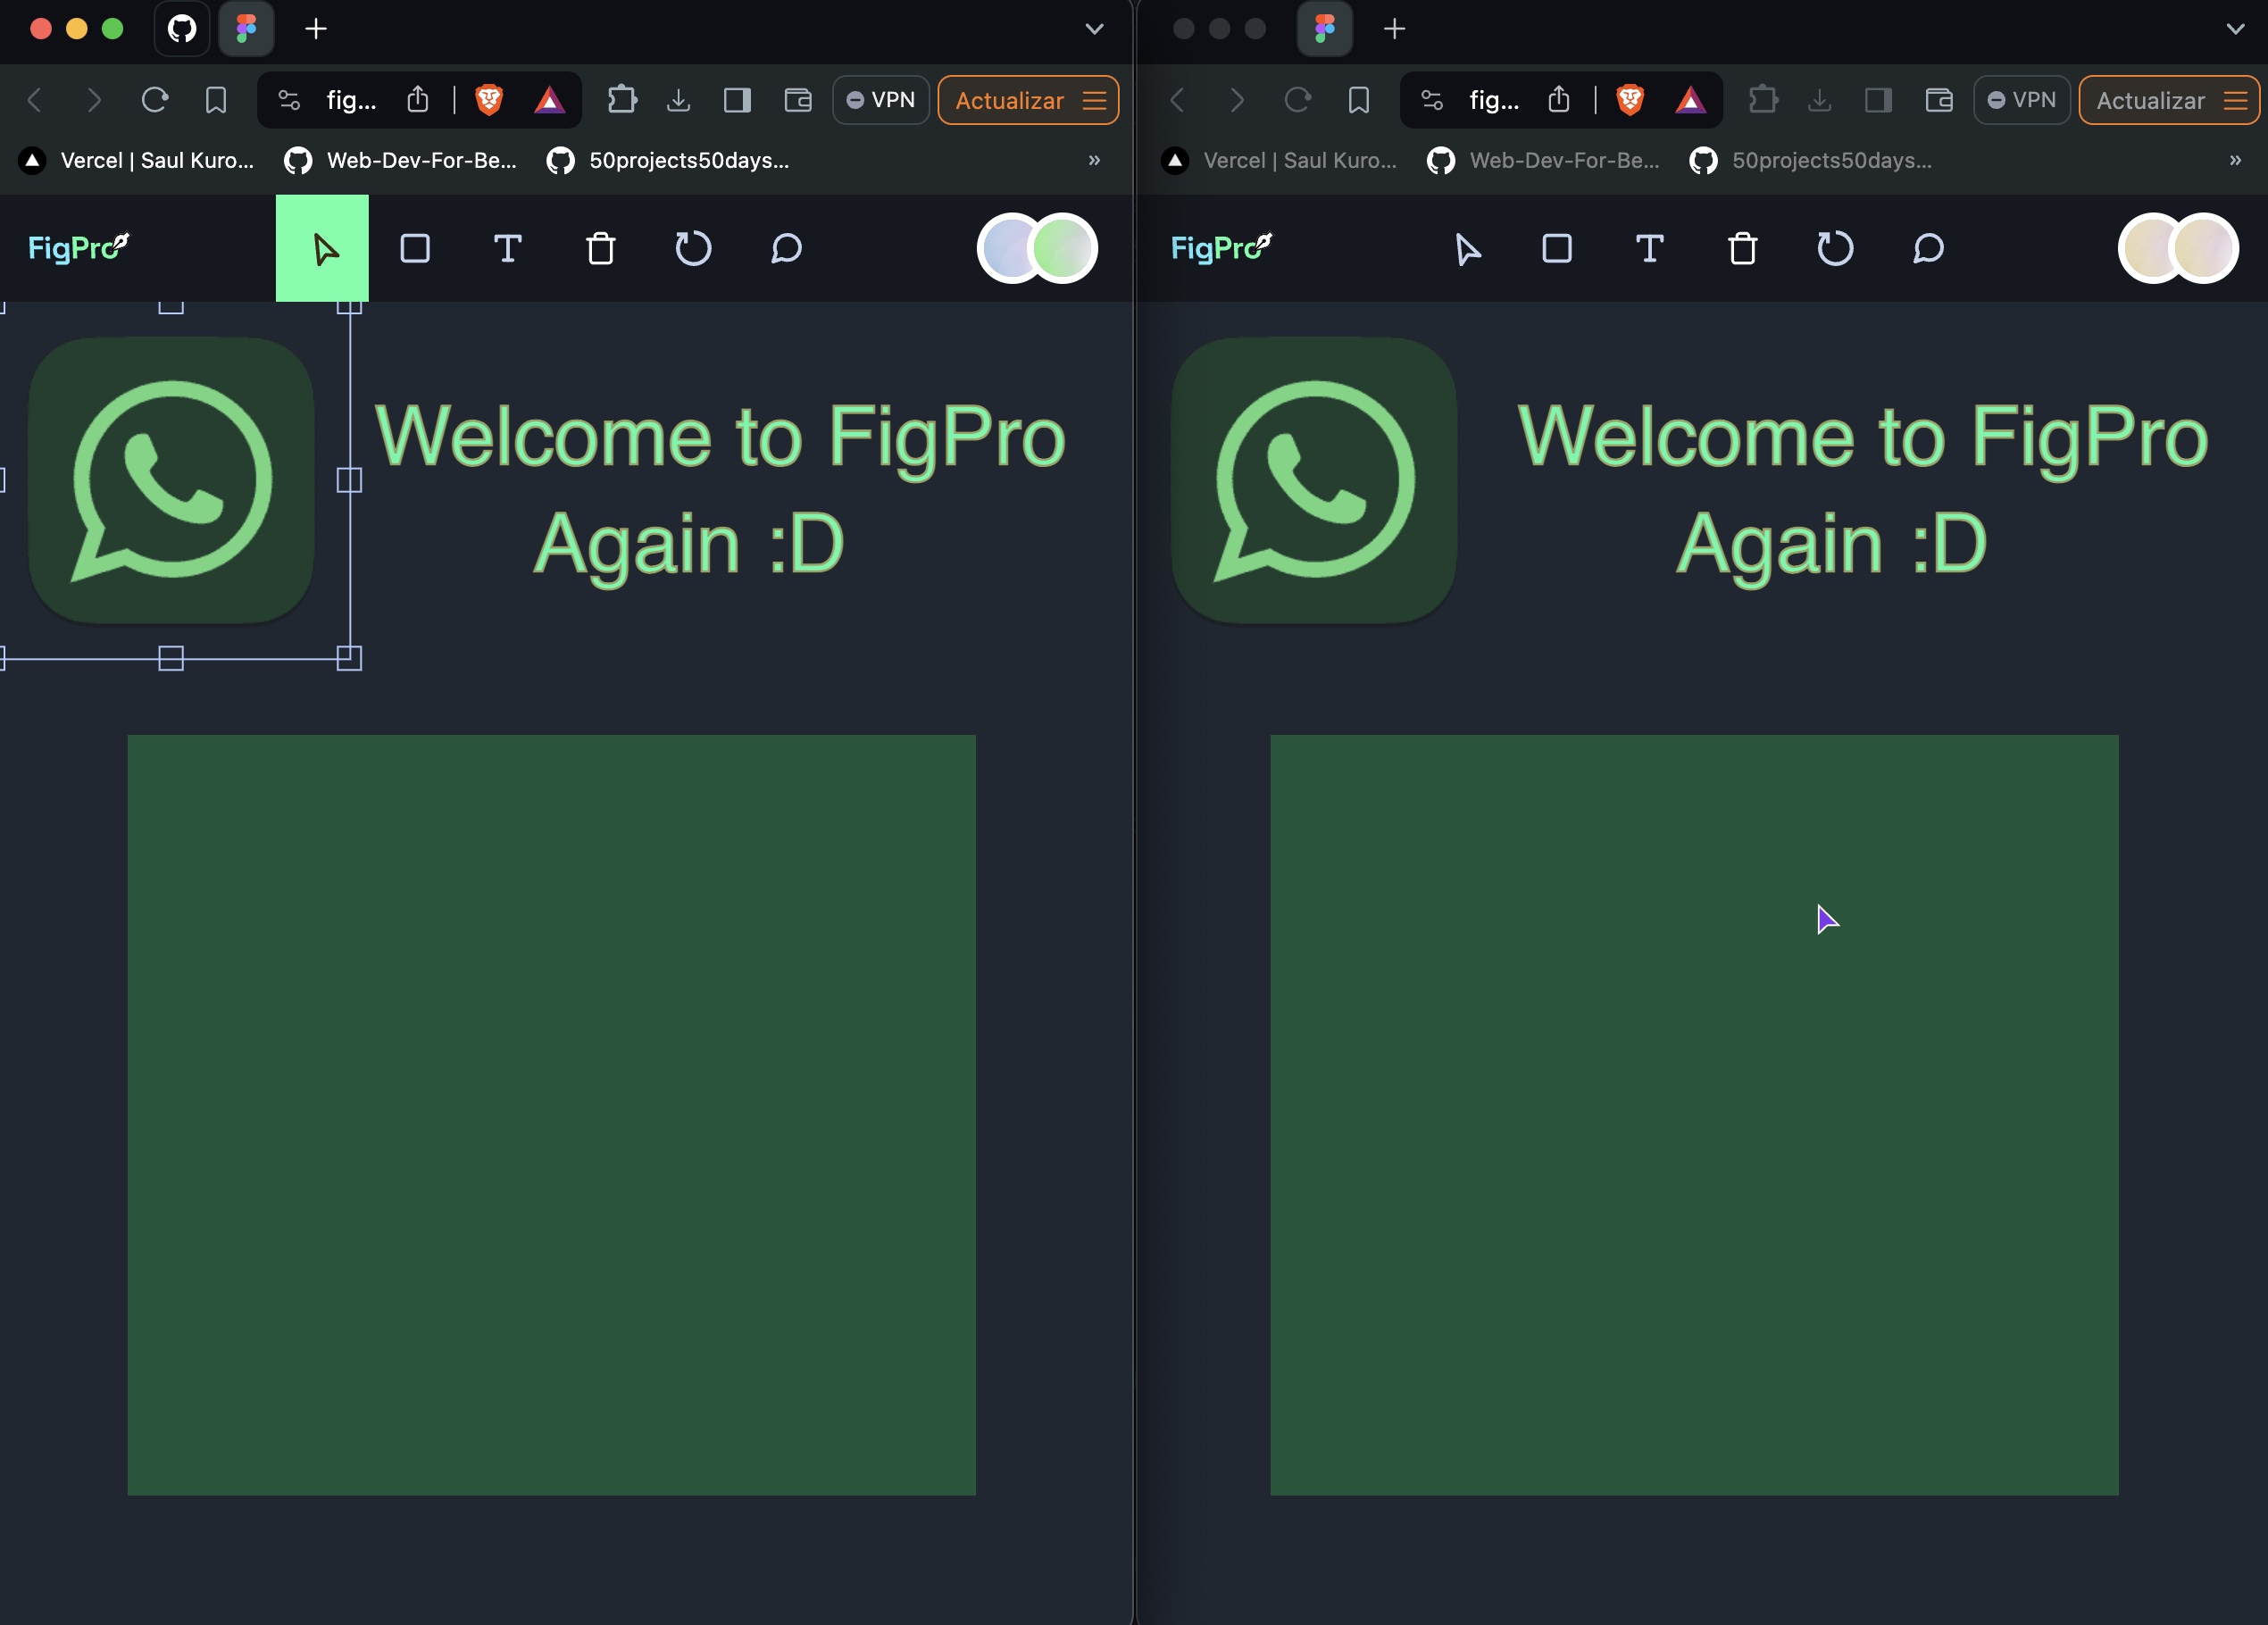 fig...
VPN
Actualizar
Vercel | Saul Kuro...
Web-Dev-For-Be...
50projects50days...
»
FigPro
T
Welcome to FigPro
Again :D
fig...
VPN
Actualizar
Vercel | Saul Kuro...
Web-Dev-For-Be...
50projects50days...
»
FigPro
T
Welcome to FigPro
Again :D